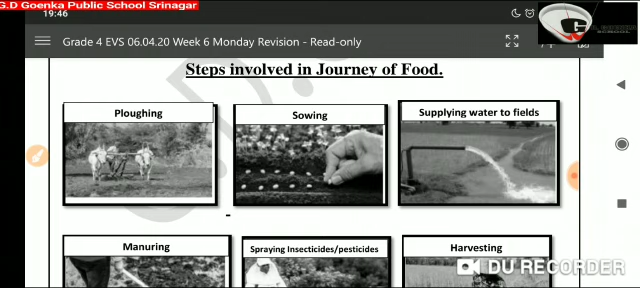 G.D Goenka Public School Srinagar
19:46
Grade 4 EVS 06.04.20 Week 6 Monday Revision - Read-only
Steps involved in Journey of Food.
Ploughing
Sowing
Supplying water to fields
Manuring
Spraying Insecticides/pesticides
Harvesting
DU RECORDER